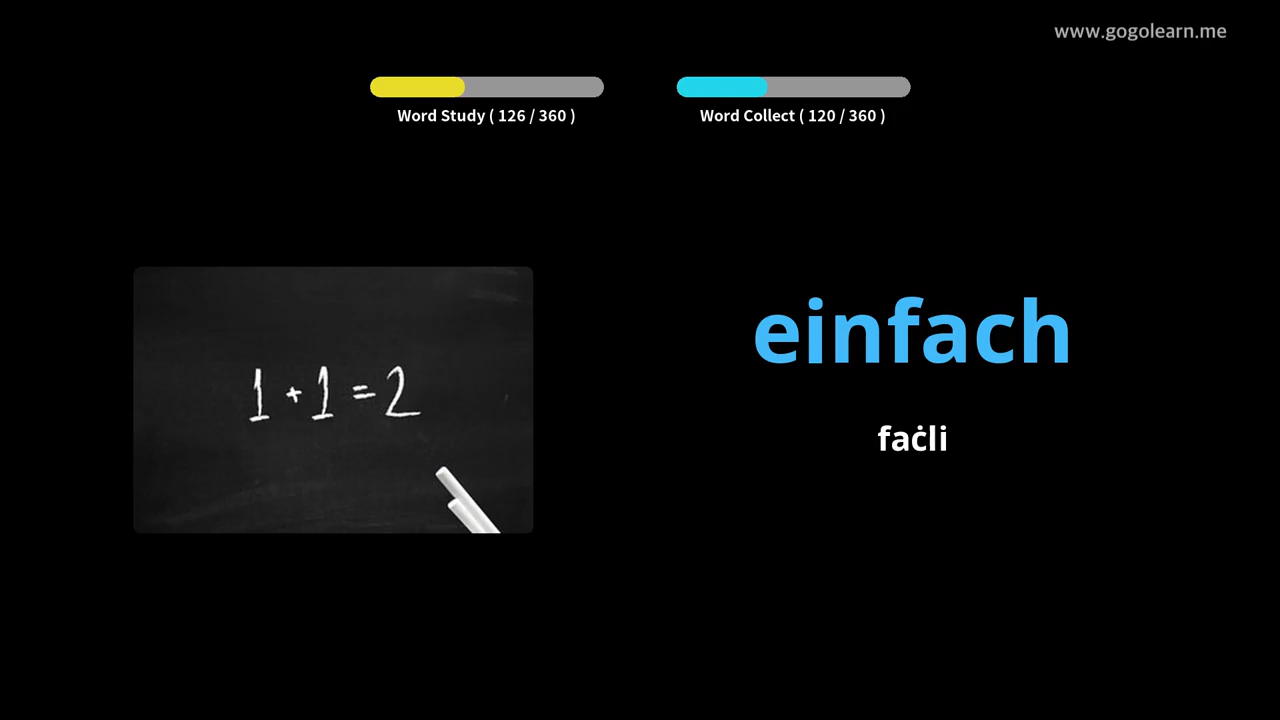 www.gogolearn.me
Word Study ( 126 / 360 )
Word Collect ( 120 / 360 )
1 + 1 = 2
einfach
faċli